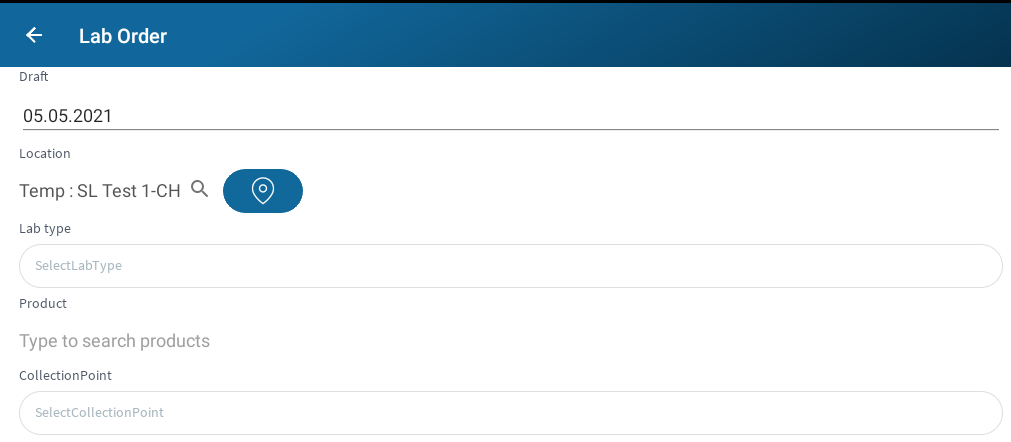 Lab Order
Draft
05.05.2021
Location
Temp : SL Test 1-CH
Lab type
SelectLabType
Product
Type to search products
CollectionPoint
SelectCollectionPoint